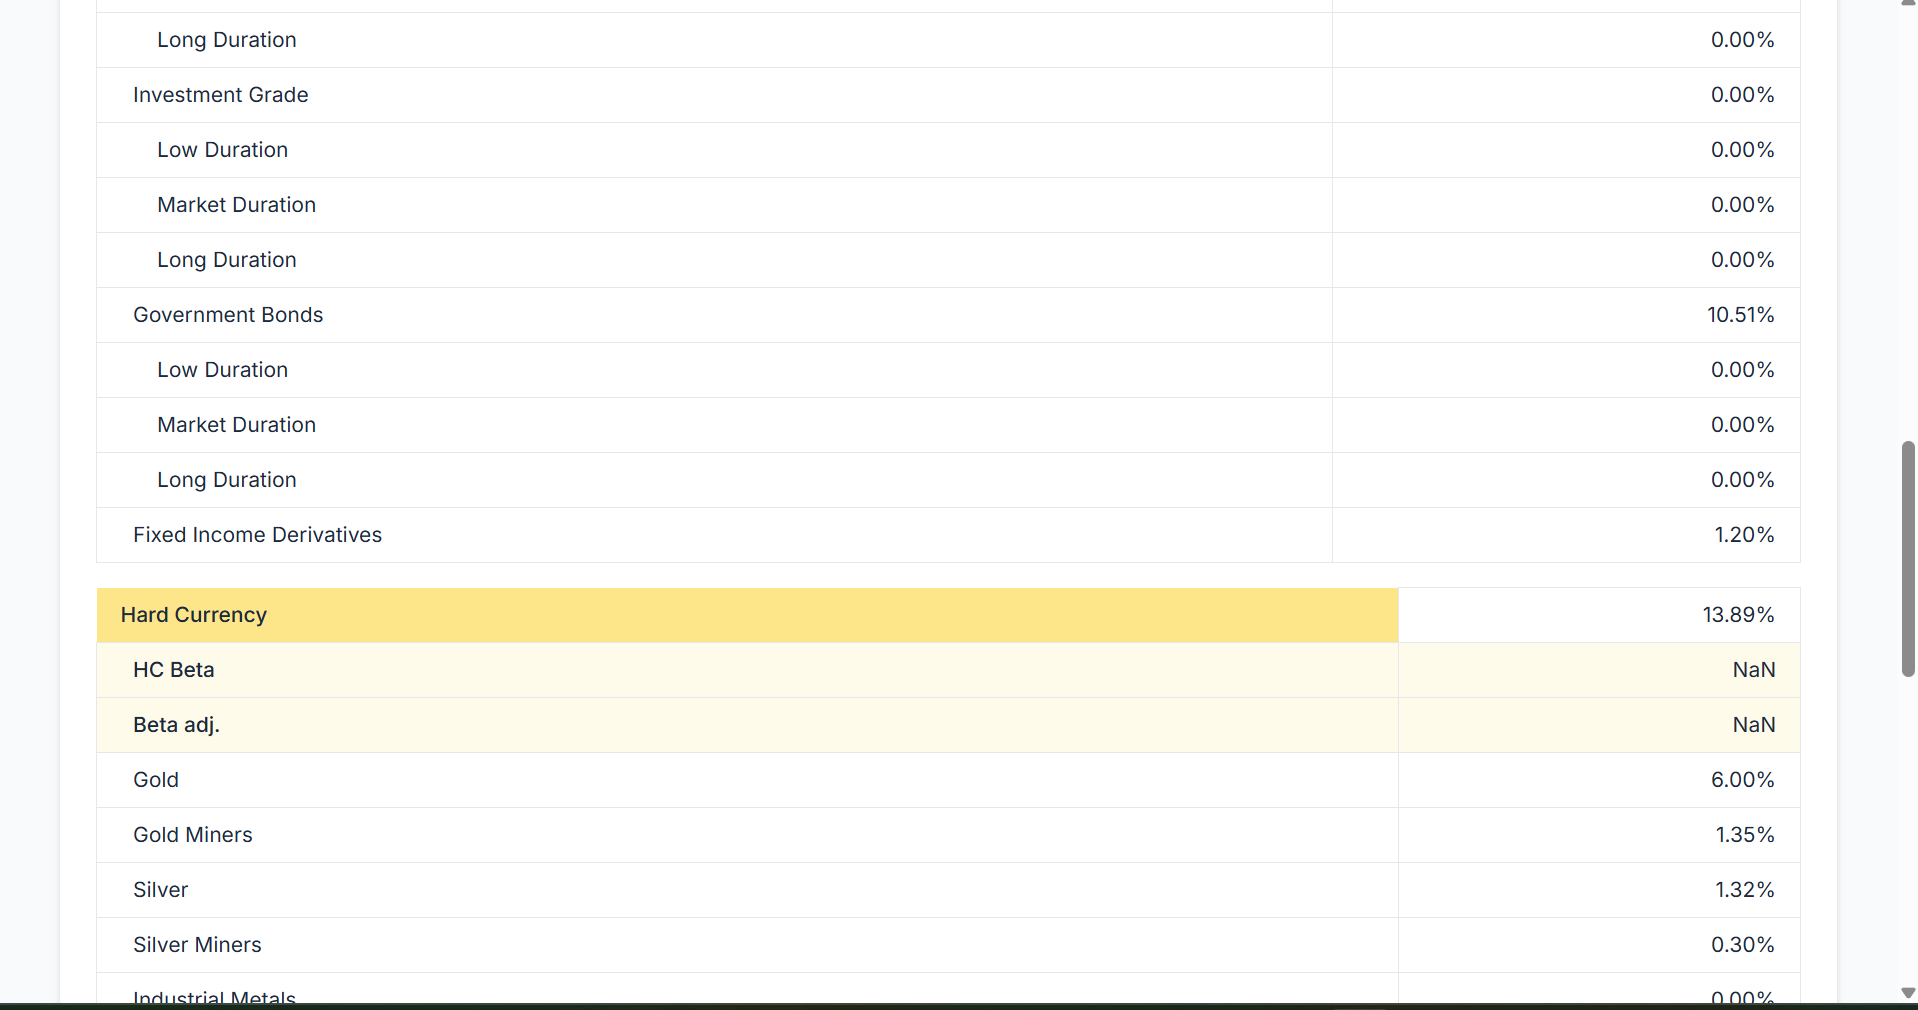 Long Duration 0.00%
Investment Grade 0.00%
Low Duration 0.00%
Market Duration 0.00%
Long Duration 0.00%
Government Bonds 10.51%
Low Duration 0.00%
Market Duration 0.00%
Long Duration 0.00%
Fixed Income Derivatives 1.20%
Hard Currency 13.89%
HC Beta NaN
Beta adj. NaN
Gold 6.00%
Gold Miners 1.35%
Silver 1.32%
Silver Miners 0.30%
Industrial Metals 0.00%